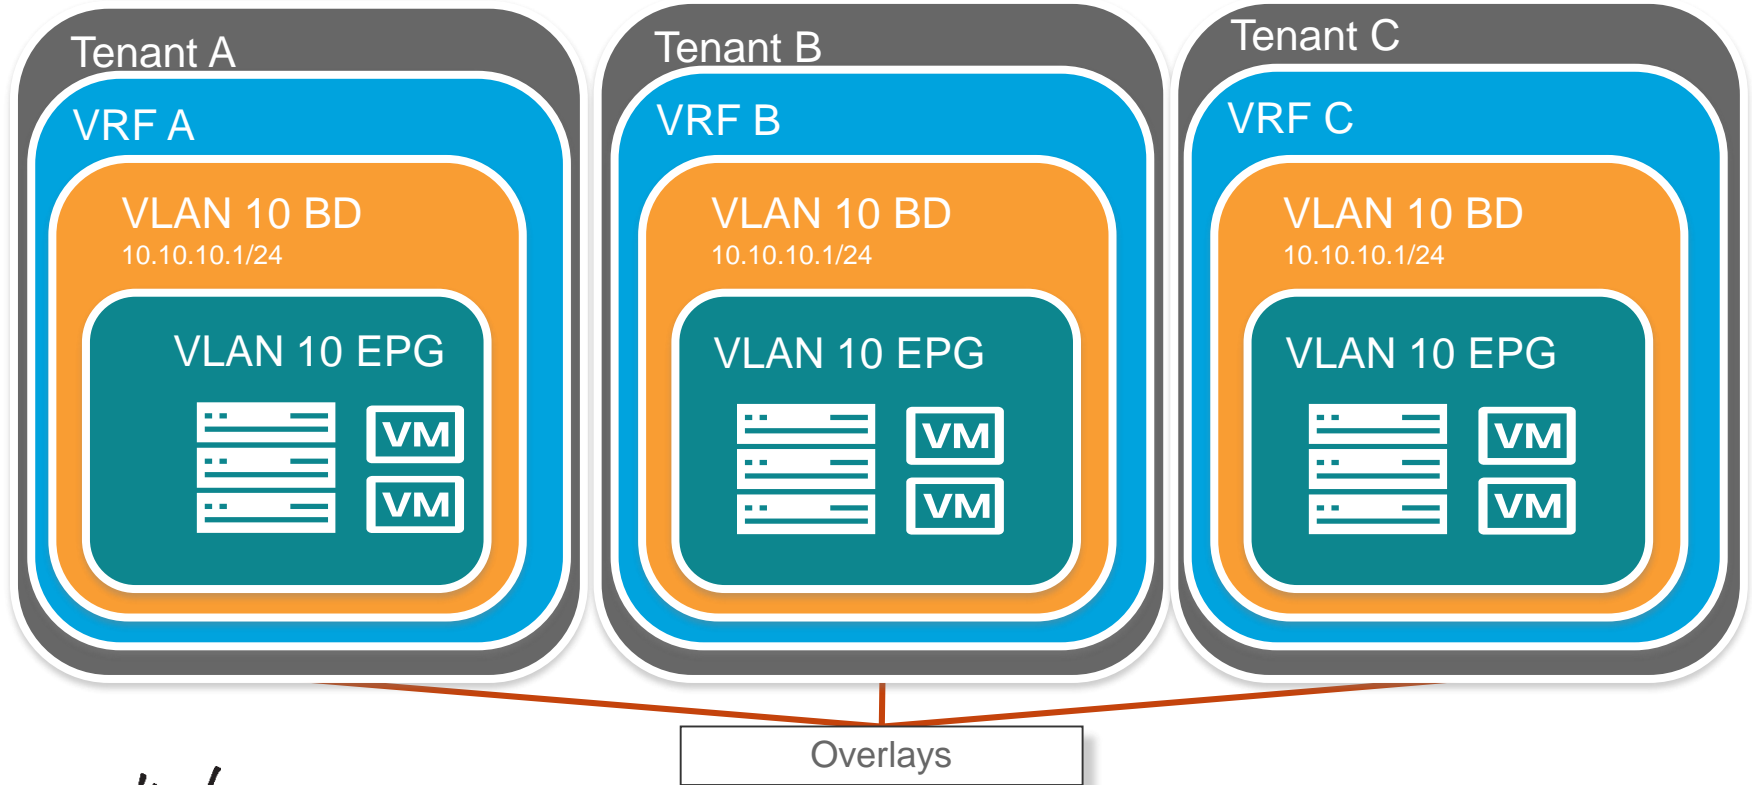 Tenant A
VRF A
VLAN 10 BD
10.10.10.1/24
VLAN 10 EPG
VM
VM
Tenant B
VRF B
VLAN 10 BD
10.10.10.1/24
VLAN 10 EPG
VM
VM
Tenant C
VRF C
VLAN 10 BD
10.10.10.1/24
VLAN 10 EPG
VM
VM
Overlays